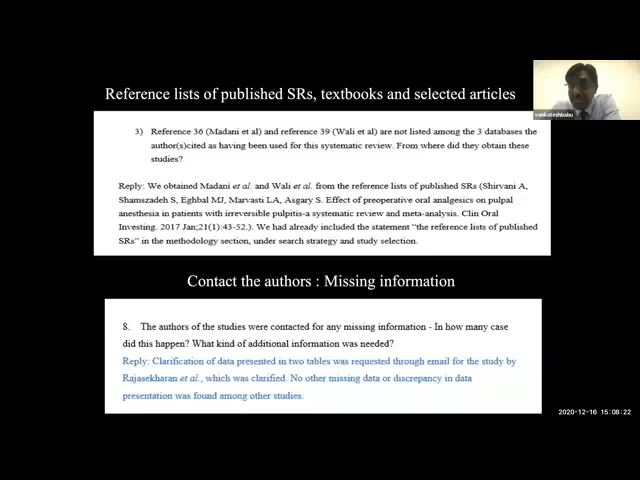 Reference lists of published SRs, textbooks and selected articles
3) Reference 36 (Madani et al) and reference 39 (Wali et al) are not listed among the 3 databases the
author(s)cited as having been used for this systematic review. From where did they obtain these
studies?
Reply: We obtained Madani et al. and Wali et al. from the reference lists of published SRs (Shirvani A,
Shamszadeh S, Eghbal MJ, Marvasti LA, Asgary S. Effect of preoperative oral analgesics on pulpal
anesthesia in patients with irreversible pulpitis-a systematic review and meta-analysis. Clin Oral
Investig. 2017 Jan;21(1):43-52.). We had already included the statement “the reference lists of published
SRs” in the methodology section, under search strategy and study selection.
venkateshbabu
Contact the authors : Missing information
8. The authors of the studies were contacted for any missing information - In how many case
did this happen? What kind of additional information was needed?
Reply: Clarification of data presented in two tables was requested through email for the study by
Rajasekharan et al., which was clarified. No other missing data or discrepancy in data
presentation was found among other studies.
2020-12-16 15:08:22